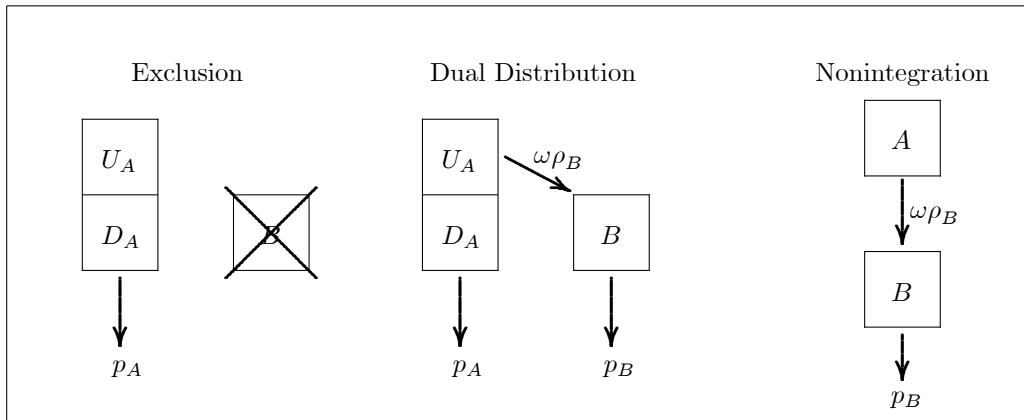 Exclusion
Dual Distribution
Nonintegration
U_A
D_A
B
p_A
U_A
D_A
ωρ_B
B
p_A
p_B
A
ωρ_B
B
p_B